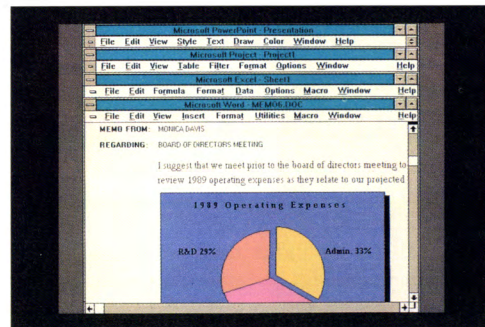 Microsoft PowerPoint - Presentation
File Edit View Style Text Draw Color Window Help
Microsoft Project - Project1
File Edit View Table Filter Format Options Window Help
Microsoft Excel - Sheet1
File Edit Formula Format Data Options Macro Window Help
Microsoft Word - MEMO6.DOC
File Edit View Insert Format Utilities Macro Window Help
MEMO FROM: MONICA DAVIS
REGARDING: BOARD OF DIRECTORS MEETING
I suggest that we meet prior to the board of directors meeting to
review 1989 operating expenses as they relate to our projected
1989 Operating Expenses
R&D 29%
Admin. 33%